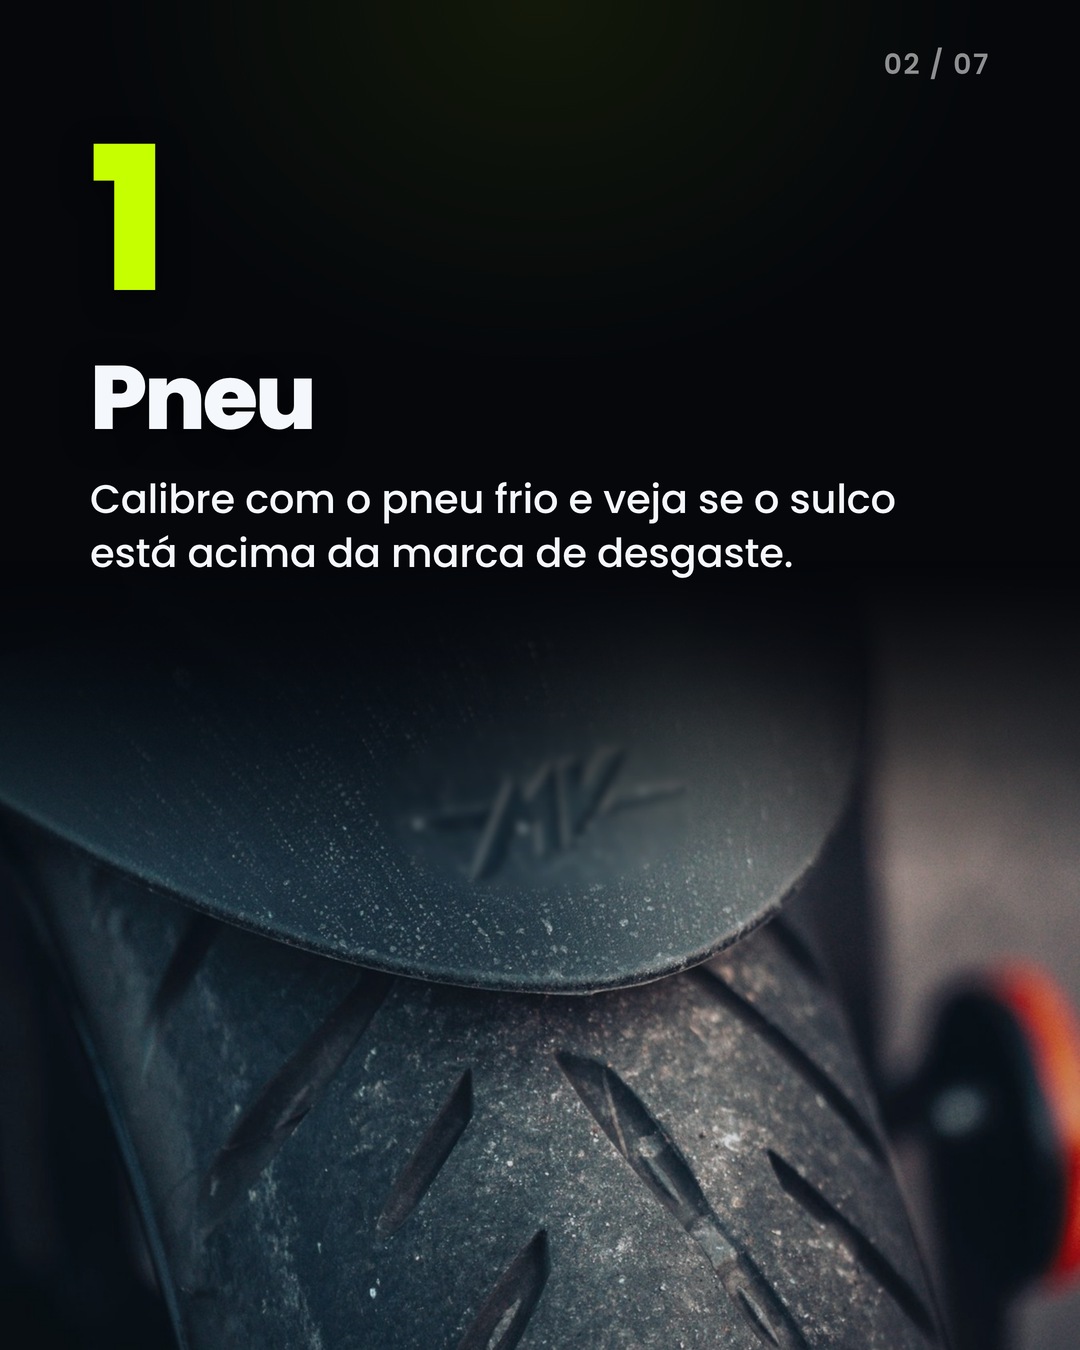 02 / 07
1
Pneu
Calibre com o pneu frio e veja se o sulco
está acima da marca de desgaste.